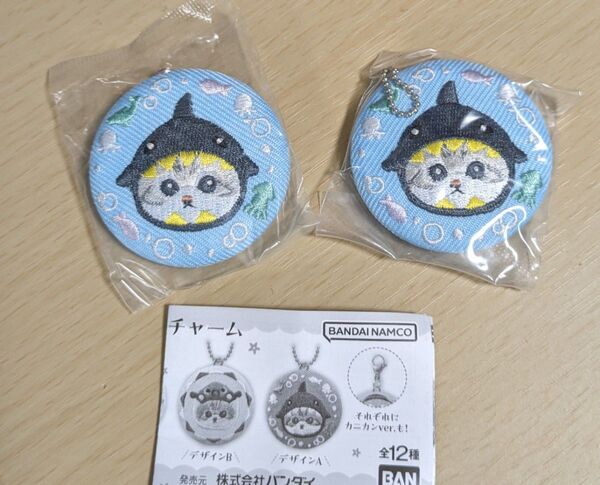 チャーム
BANDAI NAMCO
それぞれに
カニカンver.も!
デザインB
デザインA
全12種
発売元 株式会社バンダイ
BAN